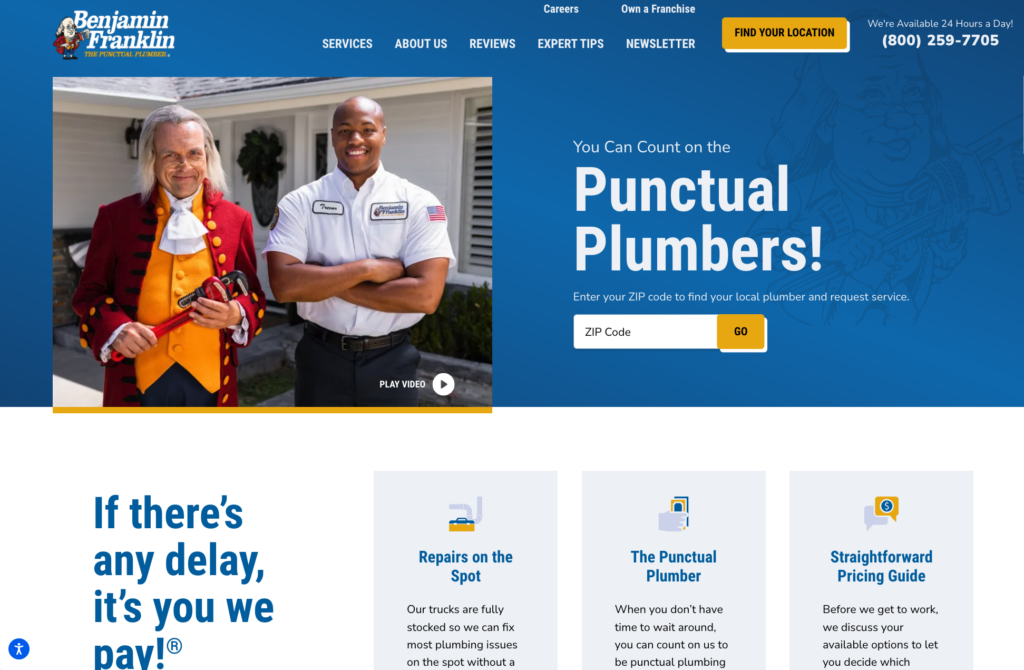 Benjamin
Franklin
THE PUNCTUAL PLUMBER®
Careers
Own a Franchise
SERVICES
ABOUT US
REVIEWS
EXPERT TIPS
NEWSLETTER
FIND YOUR LOCATION
We're Available 24 Hours a Day!
(800) 259-7705
Trevor
Benjamin
Franklin
PLAY VIDEO
You Can Count on the
Punctual
Plumbers!
Enter your ZIP code to find your local plumber and request service.
ZIP Code
GO
If there’s
any delay,
it’s you we
pay!®
Repairs on the
Spot
Our trucks are fully
stocked so we can fix
most plumbing issues
on the spot without a
The Punctual
Plumber
When you don’t have
time to wait around,
you can count on us to
be punctual plumbing
Straightforward
Pricing Guide
Before we get to work,
we discuss your
available options to let
you decide which